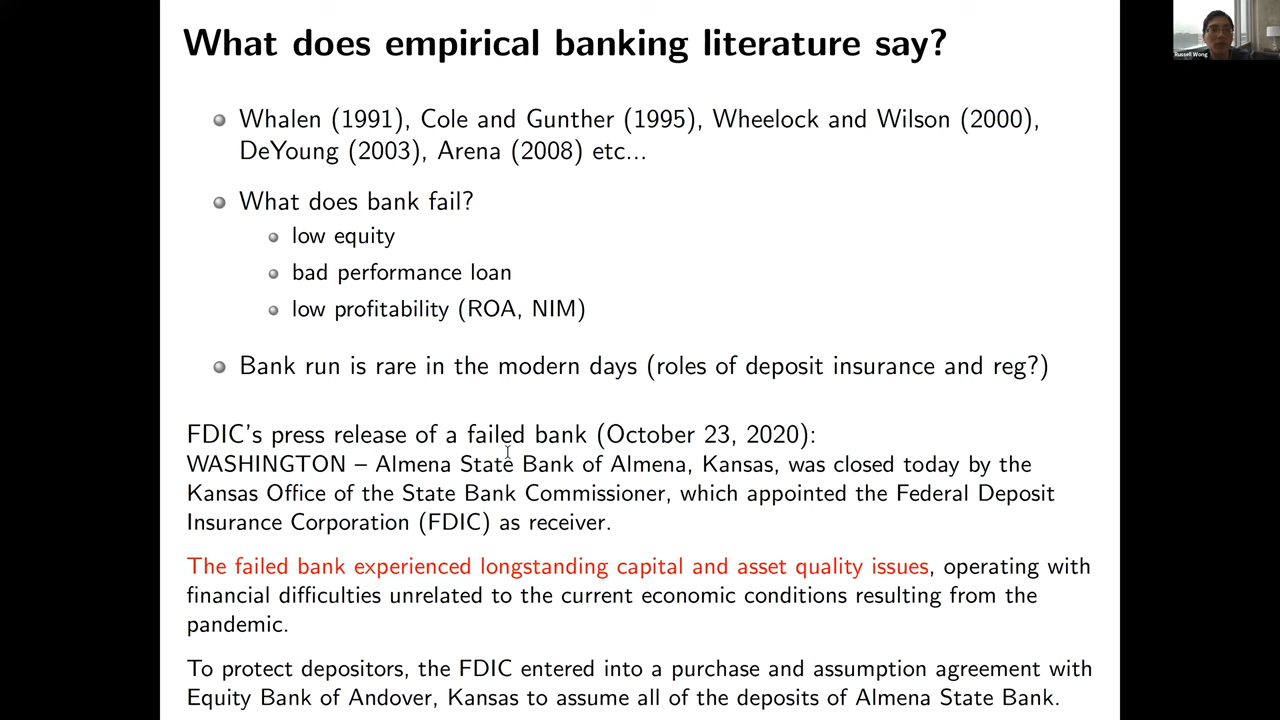 What does empirical banking literature say?
Whalen (1991), Cole and Gunther (1995), Wheelock and Wilson (2000),
DeYoung (2003), Arena (2008) etc...
What does bank fail?
low equity
bad performance loan
low profitability (ROA, NIM)
Bank run is rare in the modern days (roles of deposit insurance and reg?)
FDIC's press release of a failed bank (October 23, 2020):
WASHINGTON – Almena State Bank of Almena, Kansas, was closed today by the
Kansas Office of the State Bank Commissioner, which appointed the Federal Deposit
Insurance Corporation (FDIC) as receiver.
The failed bank experienced longstanding capital and asset quality issues, operating with
financial difficulties unrelated to the current economic conditions resulting from the
pandemic.
To protect depositors, the FDIC entered into a purchase and assumption agreement with
Equity Bank of Andover, Kansas to assume all of the deposits of Almena State Bank.
Russell Wong